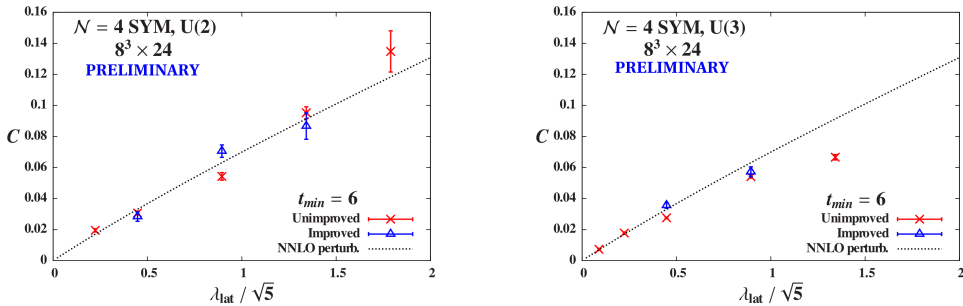 0.16
0.14
0.12
0.1
0.08
0.06
0.04
0.02
0
C
𝒩 = 4 SYM, U(2)
8³ × 24
PRELIMINARY
t_min = 6
Unimproved
Improved
NNLO perturb.
0 0.5 1 1.5 2
λ_lat / √5
0.16
0.14
0.12
0.1
0.08
0.06
0.04
0.02
0
C
𝒩 = 4 SYM, U(3)
8³ × 24
PRELIMINARY
t_min = 6
Unimproved
Improved
NNLO perturb.
0 0.5 1 1.5 2
λ_lat / √5